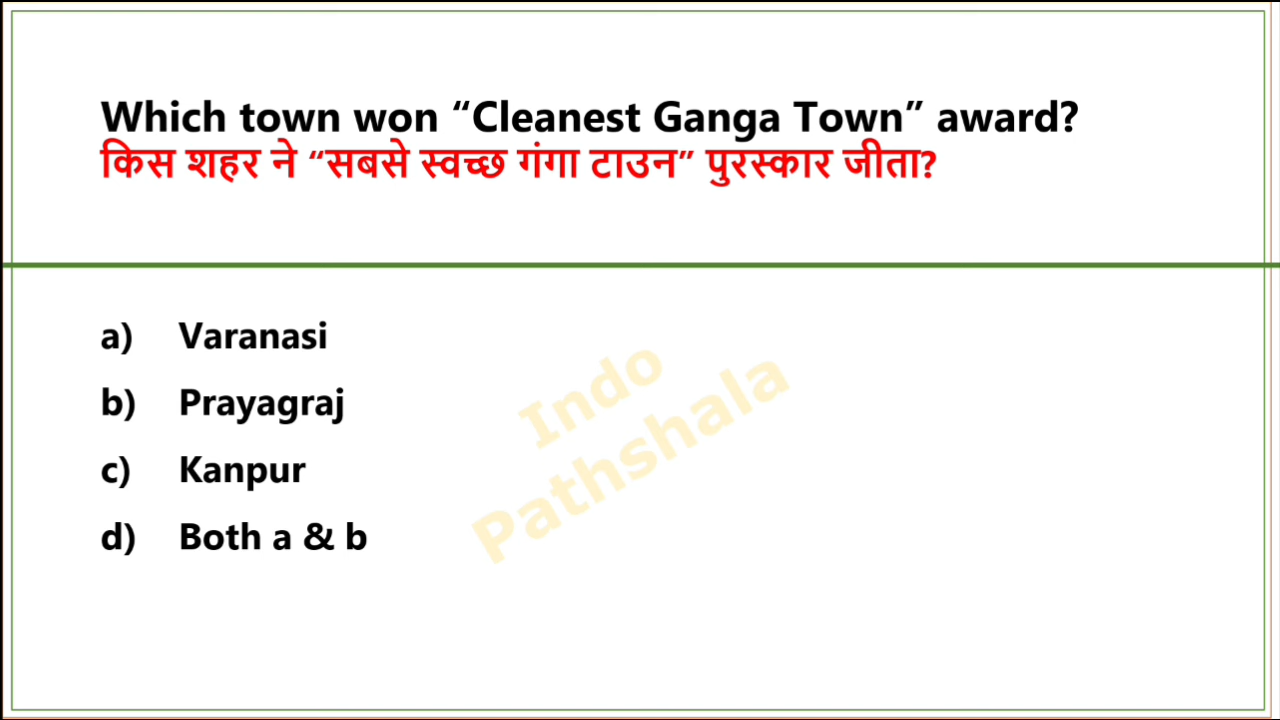 Which town won “Cleanest Ganga Town” award?
किस शहर ने “सबसे स्वच्छ गंगा टाउन” पुरस्कार जीता?
a) Varanasi
b) Prayagraj
c) Kanpur
d) Both a & b
Indo
Pathshala